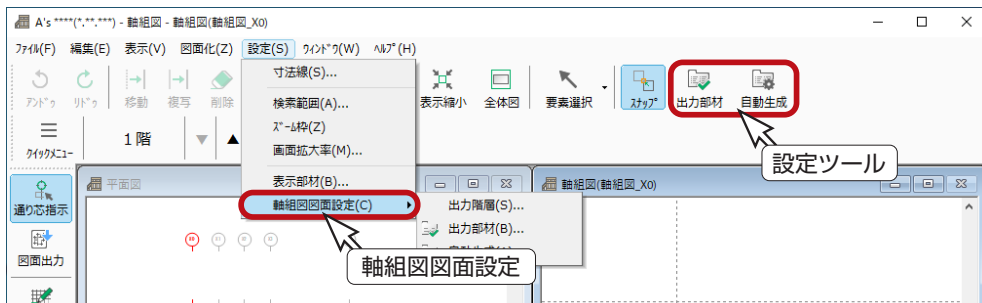 A's ****(*.**.***) - 軸組図 - 軸組図(軸組図_X0)
ﾌｧｲﾙ(F) 編集(E) 表示(V) 図面化(Z) 設定(S) ｳｨﾝﾄﾞｳ(W) ﾍﾙﾌﾟ(H)
ｱﾝﾄﾞｩ ﾘﾄﾞｩ 移動 複写 削除 表示縮小 全体図 要素選択 ｽﾅｯﾌﾟ 出力部材 自動生成
ｸｲｯｸﾒﾆｭｰ
1 階
寸法線(S)...
検索範囲(A)...
ｽﾞｰﾑ枠(Z)
画面拡大率(M)...
表示部材(B)...
軸組図図面設定(C)
出力階層(S)...
出力部材(B)...
設定ツール
軸組図図面設定
通り芯指示
図面出力
平面図
軸組図(軸組図_X0)